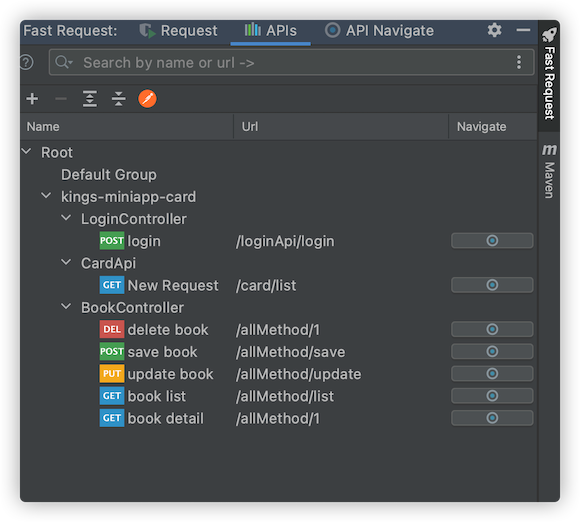 Fast Request: Request APIs API Navigate
Search by name or url ->
Name Url Navigate
Root
Default Group
kings-miniapp-card
LoginController
POST login /loginApi/login
CardApi
GET New Request /card/list
BookController
DEL delete book /allMethod/1
POST save book /allMethod/save
PUT update book /allMethod/update
GET book list /allMethod/list
GET book detail /allMethod/1
Fast Request
m Maven